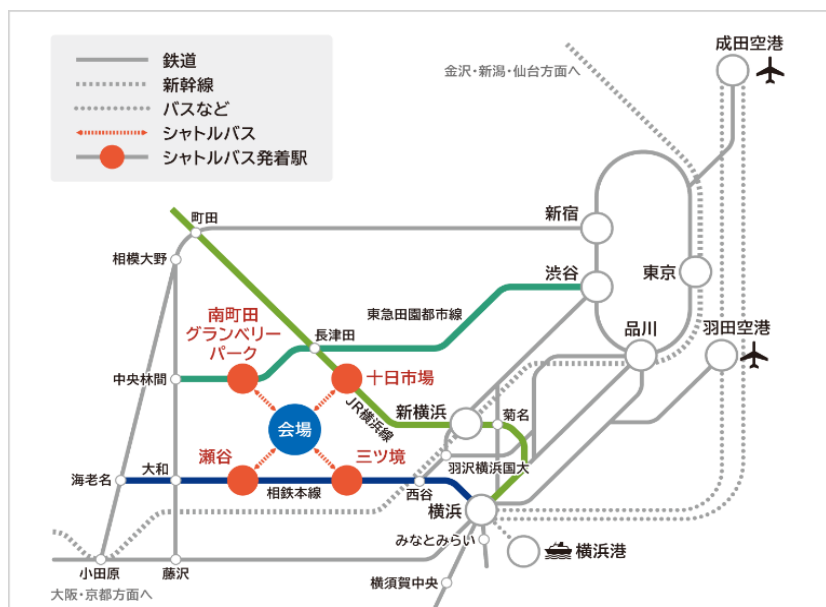 鉄道
新幹線
バスなど
シャトルバス
シャトルバス発着駅
金沢・新潟・仙台方面へ
成田空港
町田
新宿
相模大野
渋谷
東京
南町田
グランベリー
パーク
東急田園都市線
長津田
品川
羽田空港
中央林間
十日市場
JR横浜線
新横浜
菊名
会場
瀬谷
三ツ境
羽沢横浜国大
海老名
大和
相鉄本線
西谷
横浜
みなとみらい
横浜港
小田原
藤沢
横須賀中央
大阪・京都方面へ